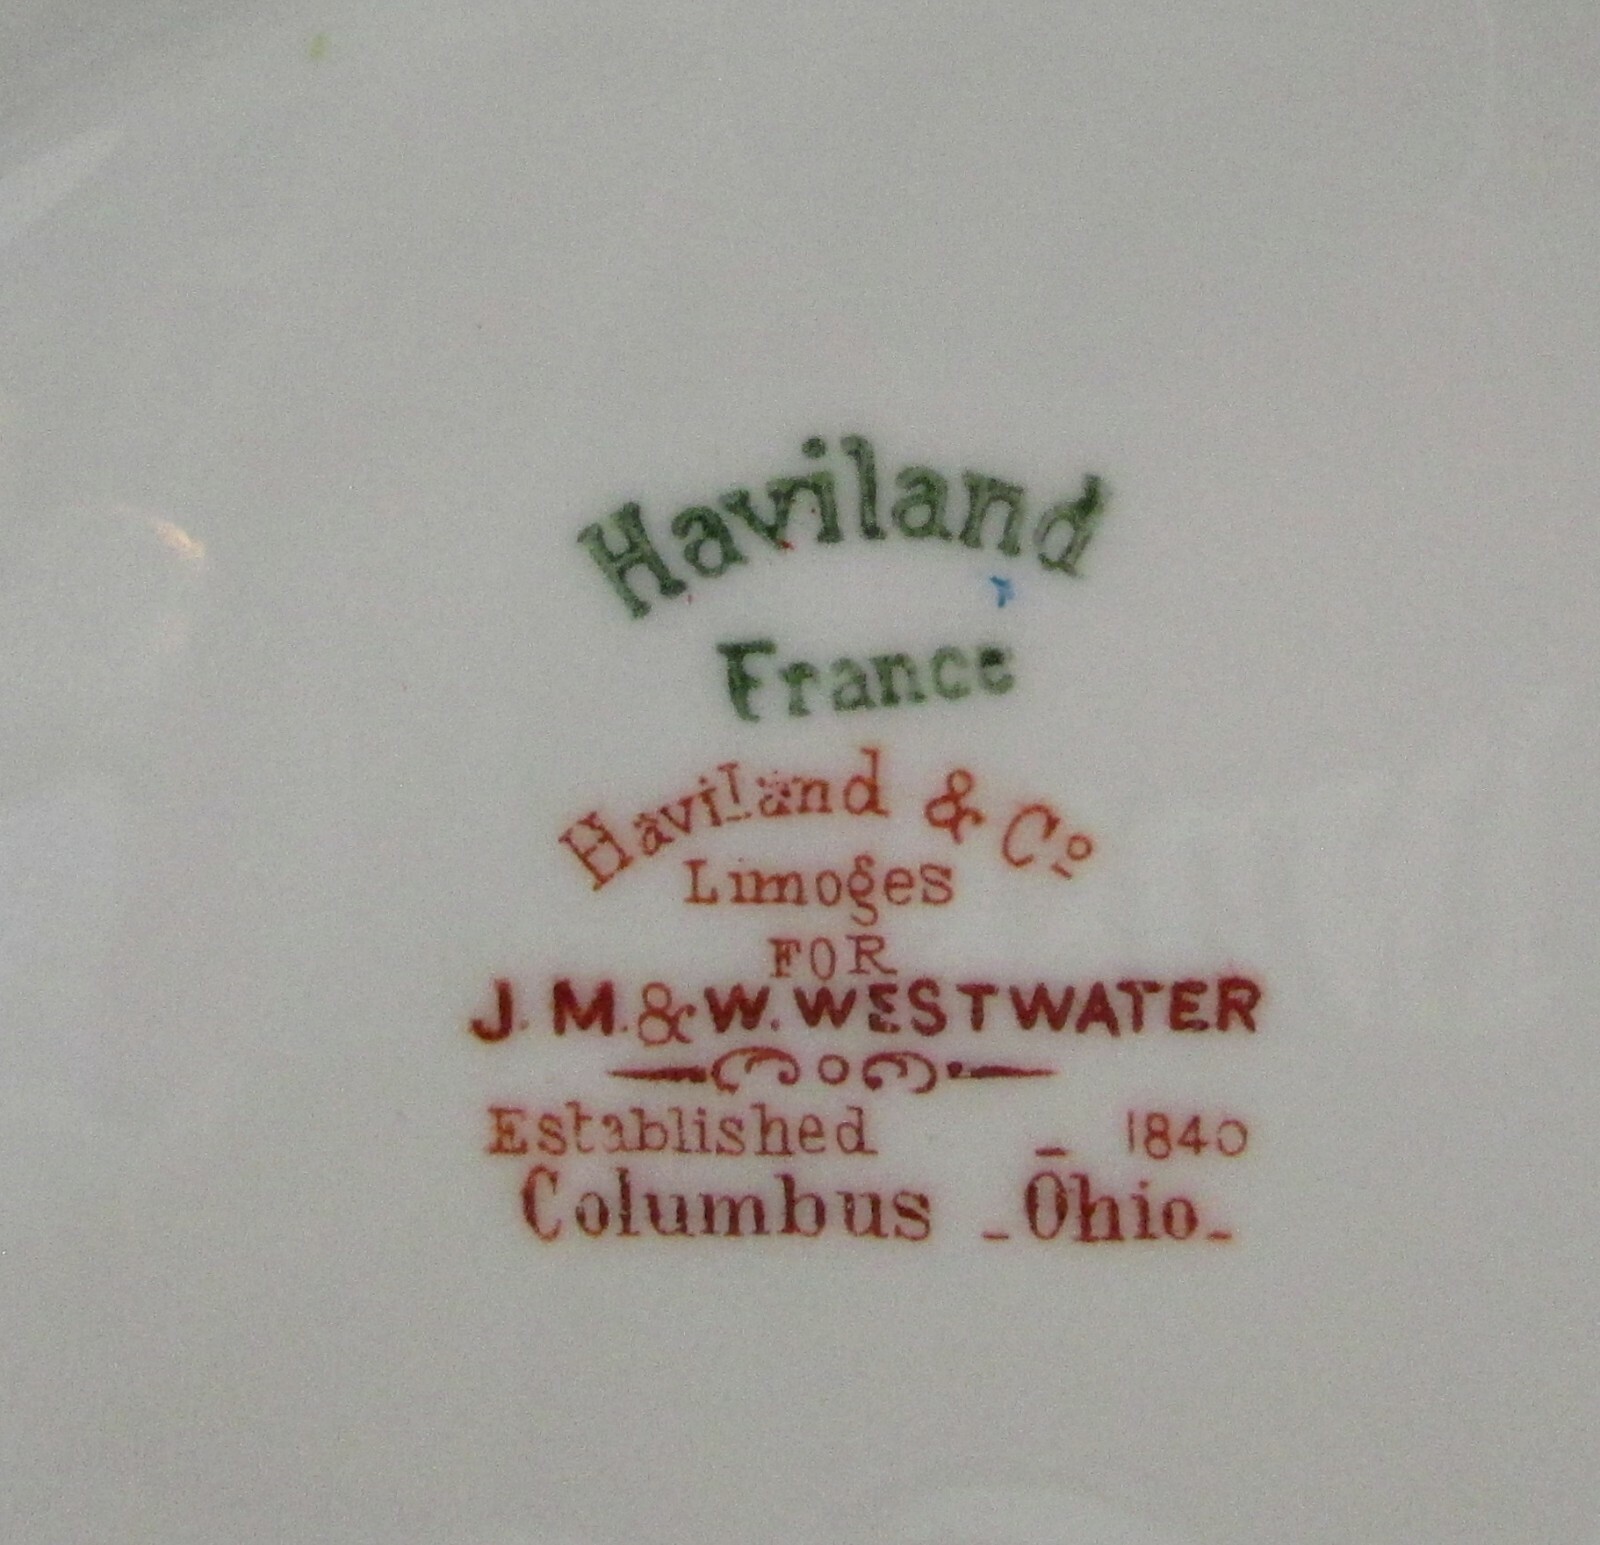 Haviland
France
Haviland & Co
Limoges
FOR
J. M. & W. WESTWATER
Established 1840
Columbus - Ohio -